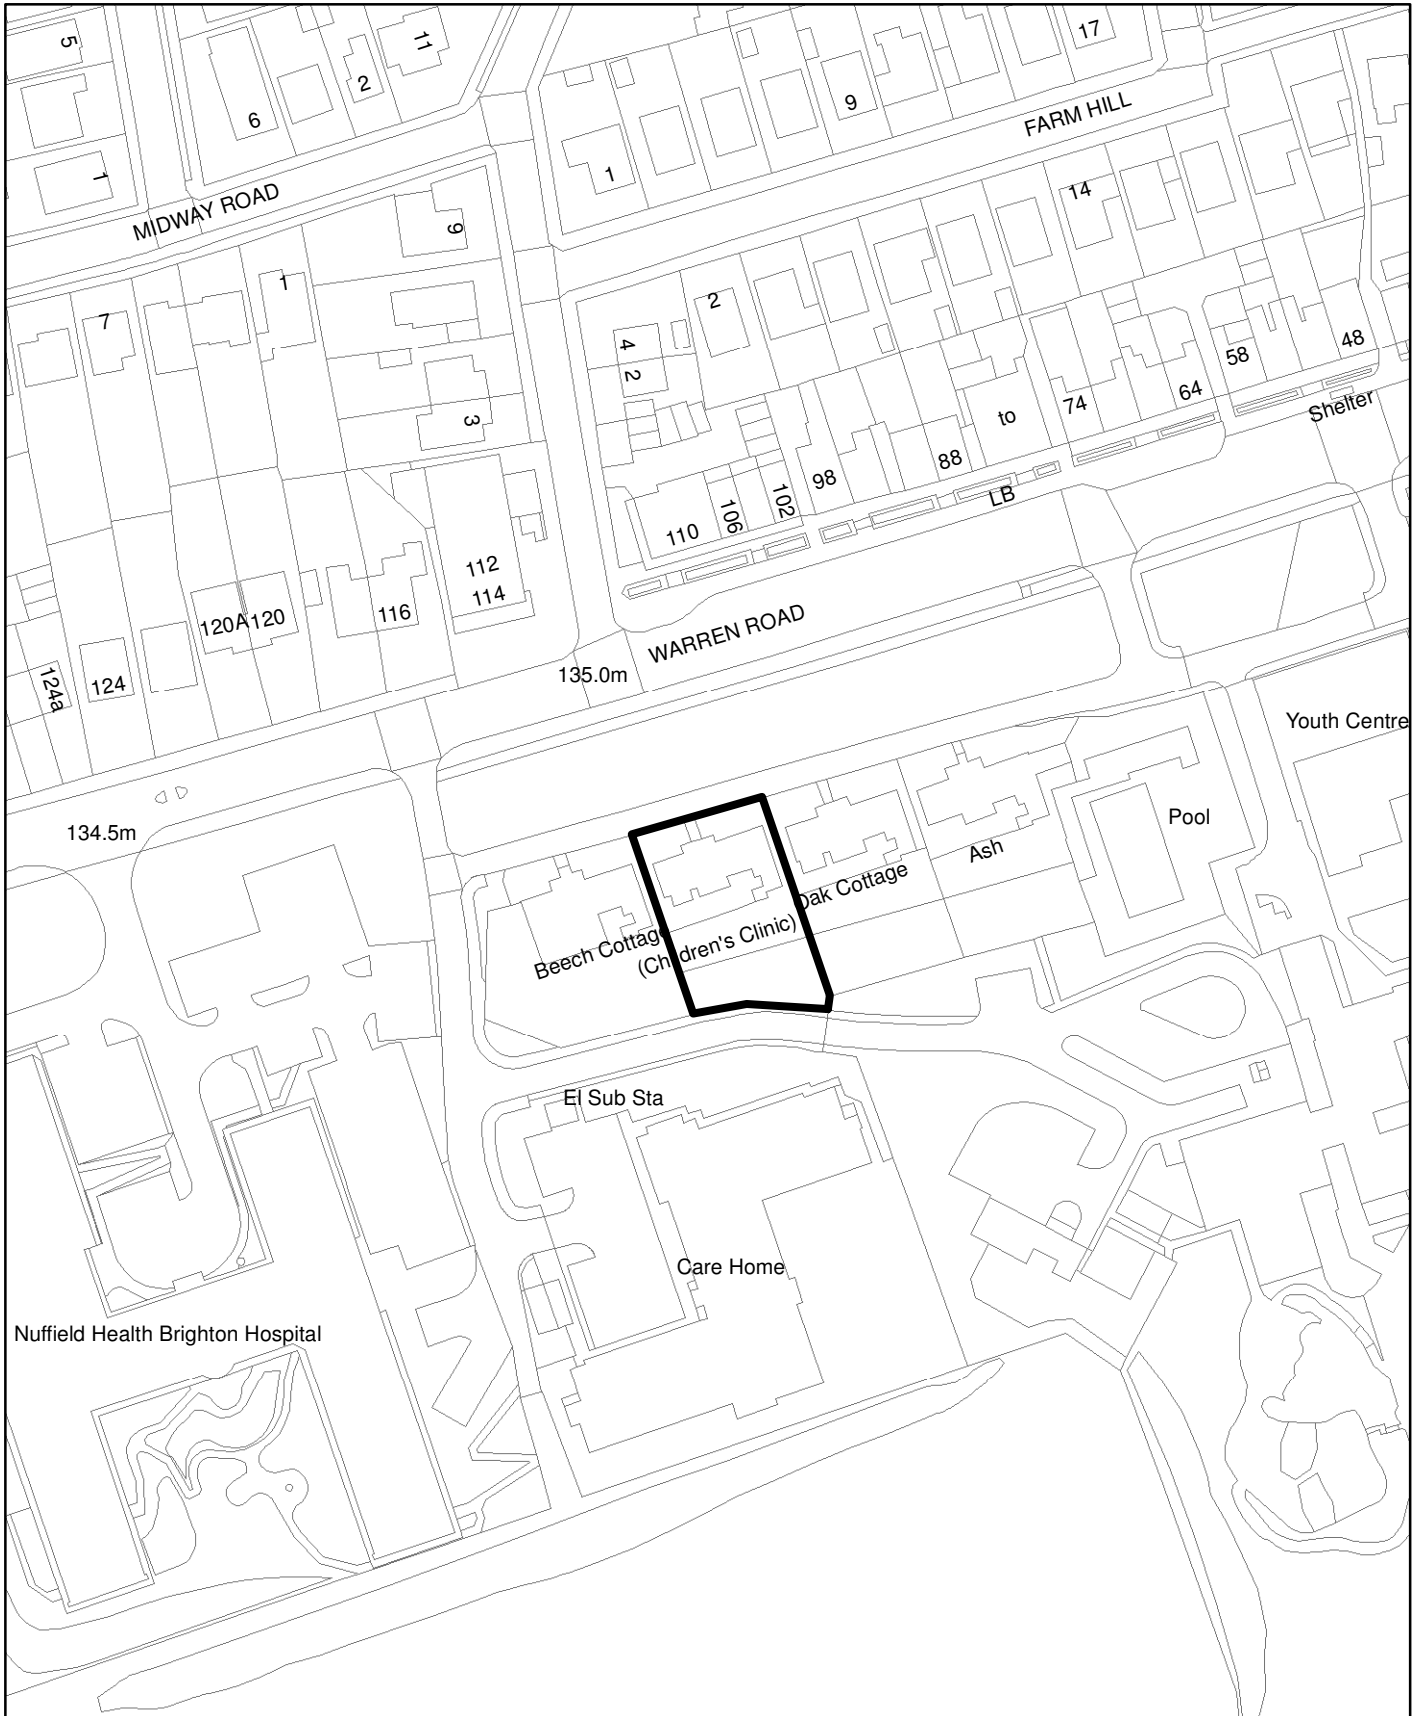 5
6
2
11
17
9
1
1
FARM HILL
MIDWAY ROAD
9
14
1
7
2
4
2
3
48
58
64
74
to
Shelter
88
98
LB
102
106
110
112
114
116
120A
120
124
124a
WARREN ROAD
135.0m
134.5m
Youth Centre
Pool
Ash
Oak Cottage
Beech Cottage
(Children's Clinic)
El Sub Sta
Care Home
Nuffield Health Brighton Hospital